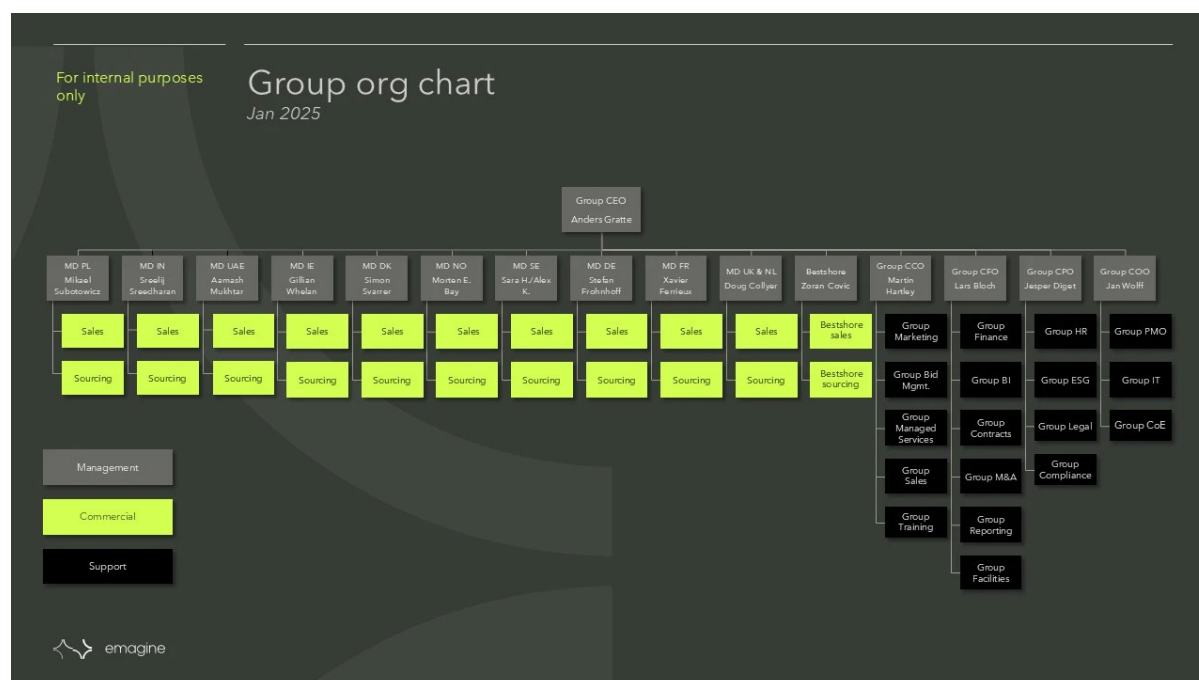 For internal purposes
only
Group org chart
Jan 2025
Group CEO
Anders Gratte
MD PL
Mikael
Subotowicz
MD IN
Sreelij
Sreedharan
MD UAE
Aamash
Mukhtar
MD IE
Gillian
Whelan
MD DK
Simon
Svarrer
MD NO
Morten E.
Bay
MD SE
Sara H./Alex
K.
MD DE
Stefan
Frohnhoff
MD FR
Xavier
Ferrieux
MD UK & NL
Doug Collyer
Bestshore
Zoran Covic
Group CCO
Martin
Hartley
Group CFO
Lars Bloch
Group CPO
Jesper Diget
Group COO
Jan Wolff
Sales
Sales
Sales
Sales
Sales
Sales
Sales
Sales
Sales
Sales
Bestshore
sales
Group
Marketing
Group
Finance
Group HR
Group PMO
Sourcing
Sourcing
Sourcing
Sourcing
Sourcing
Sourcing
Sourcing
Sourcing
Sourcing
Sourcing
Bestshore
sourcing
Group Bid
Mgmt.
Group BI
Group ESG
Group IT
Group
Managed
Services
Group
Contracts
Group Legal
Group CoE
Group
Sales
Group M&A
Group
Compliance
Group
Training
Group
Reporting
Group
Facilities
Management
Commercial
Support
emagine